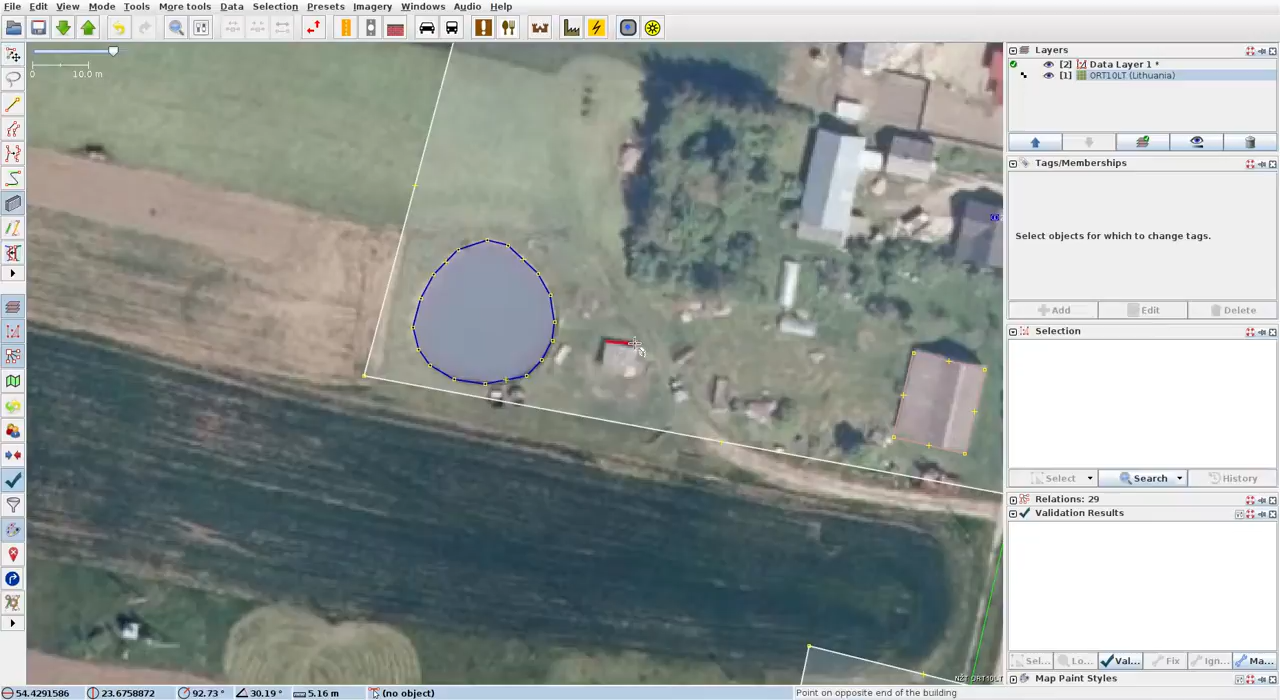 File Edit View Mode Tools More tools Data Selection Presets Imagery Windows Audio Help
0 10.0 m
Layers
[2] Data Layer 1 *
[1] ORT10LT (Lithuania)
Tags/Memberships
Select objects for which to change tags.
Add Edit Delete
Selection
Select Search History
Relations: 29
Validation Results
Sel... Lo... Val... Fix Ign... Ma...
Map Paint Styles
NŽT ORT10LT
54.4291586 23.6758872 92.73° 30.19° 5.16 m (no object) Point on opposite end of the building